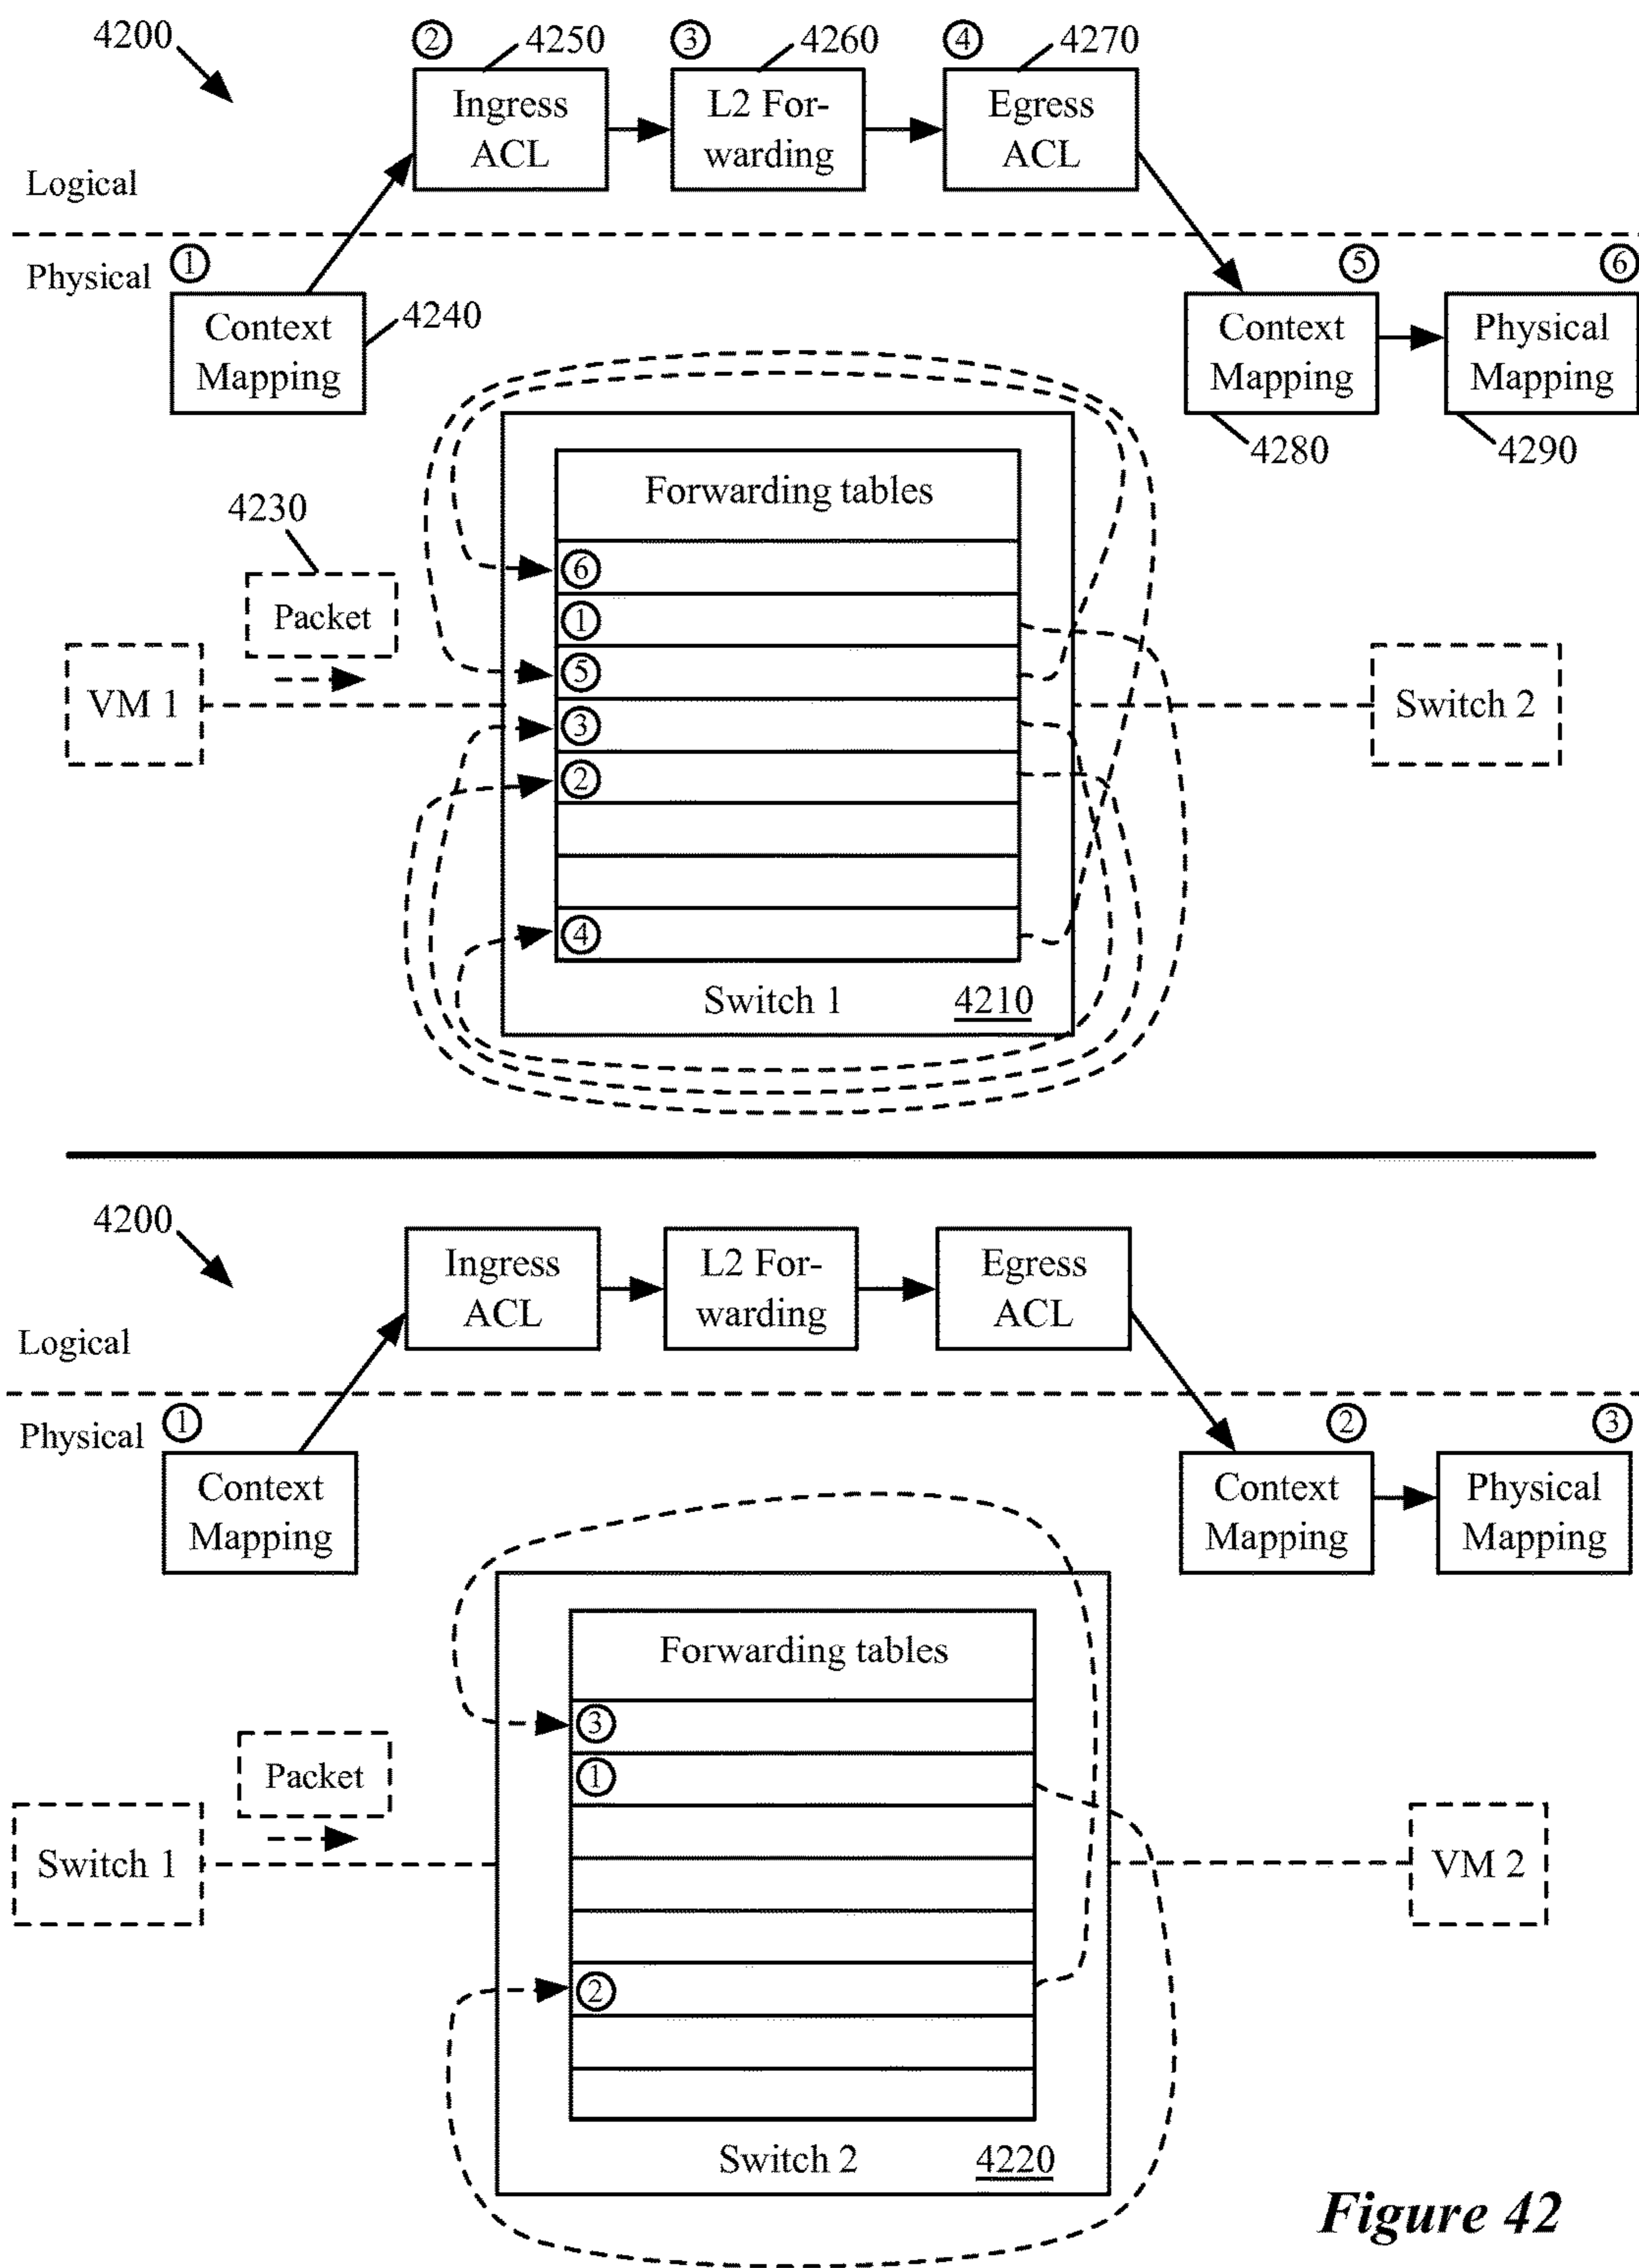 4200
② 4250
③ 4260
④ 4270
Ingress
ACL
L2 For-
warding
Egress
ACL
Logical
Physical
①
⑤
⑥
Context
Mapping
4240
Context
Mapping
Physical
Mapping
4280
4290
Forwarding tables
4230
Packet
VM 1
⑥
①
⑤
③
②
④
Switch 2
Switch 1 4210
4200
Ingress
ACL
L2 For-
warding
Egress
ACL
Logical
Physical
①
②
③
Context
Mapping
Context
Mapping
Physical
Mapping
Forwarding tables
Packet
Switch 1
③
①
②
VM 2
Switch 2 4220
Figure 42